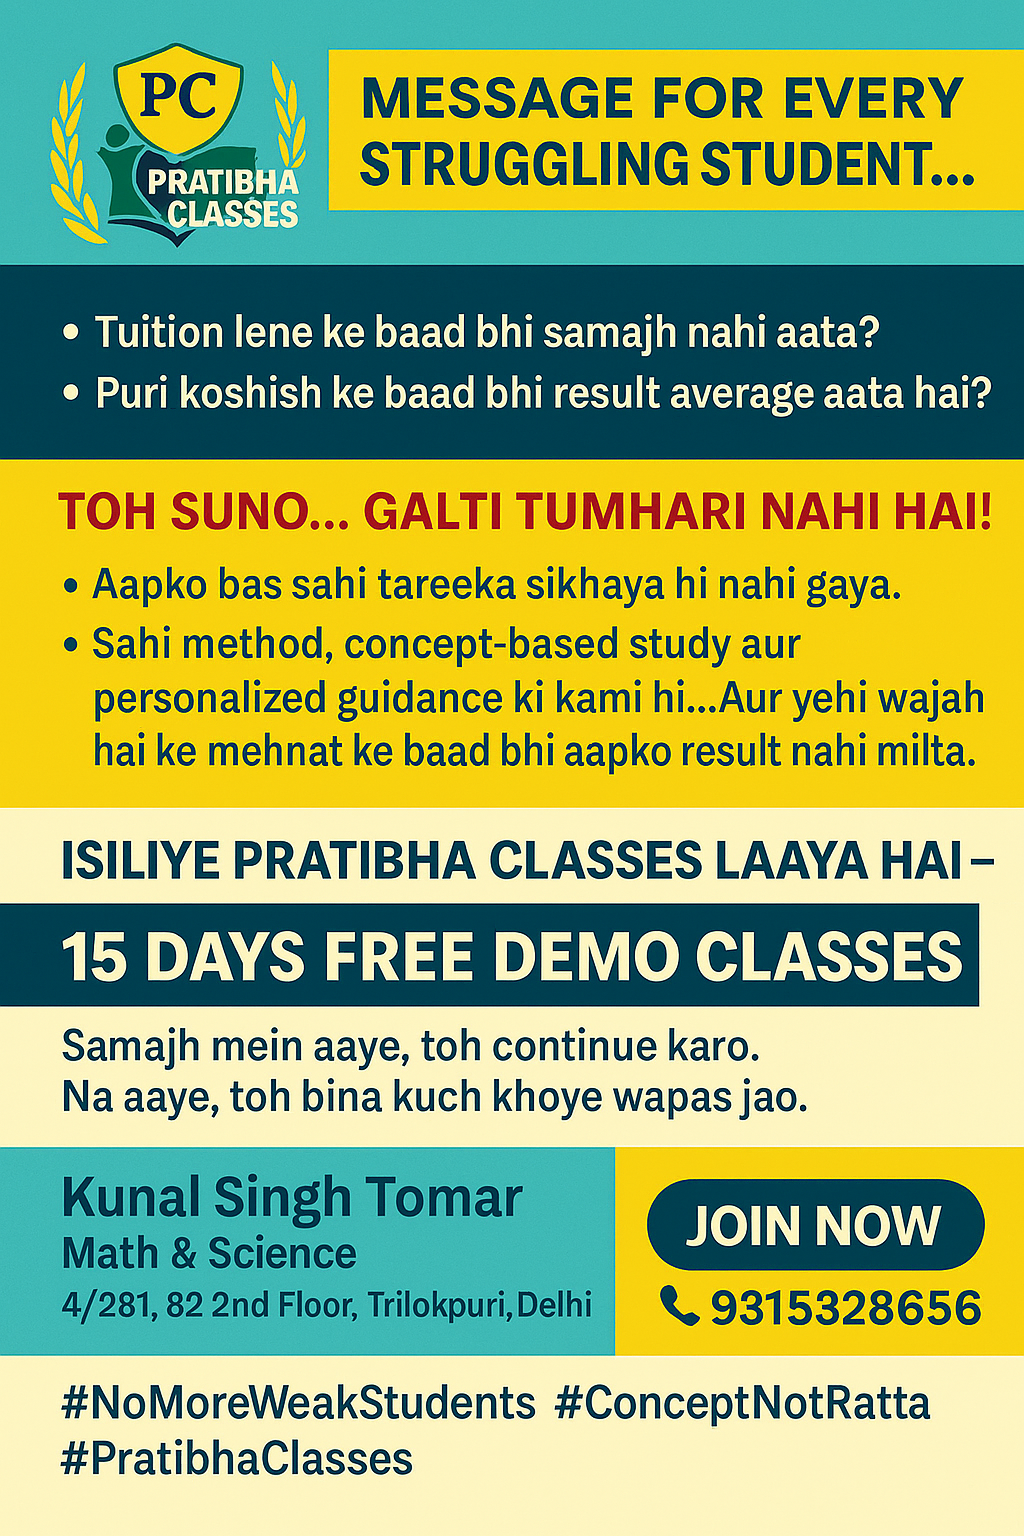 PC
PRATIBHA
CLASSES
MESSAGE FOR EVERY
STRUGGLING STUDENT...
• Tuition lene ke baad bhi samajh nahi aata?
• Puri koshish ke baad bhi result average aata hai?
TOH SUNO... GALTI TUMHARI NAHI HAI!
• Aapko bas sahi tareeka sikhaya hi nahi gaya.
• Sahi method, concept-based study aur
personalized guidance ki kami hi...Aur yehi wajah
hai ke mehnat ke baad bhi aapko result nahi milta.
ISILIYE PRATIBHA CLASSES LAAYA HAI–
15 DAYS FREE DEMO CLASSES
Samajh mein aaye, toh continue karo.
Na aaye, toh bina kuch khoye wapas jao.
Kunal Singh Tomar
Math & Science
4/281, 82 2nd Floor, Trilokpuri, Delhi
JOIN NOW
9315328656
#NoMoreWeakStudents #ConceptNotRatta
#PratibhaClasses